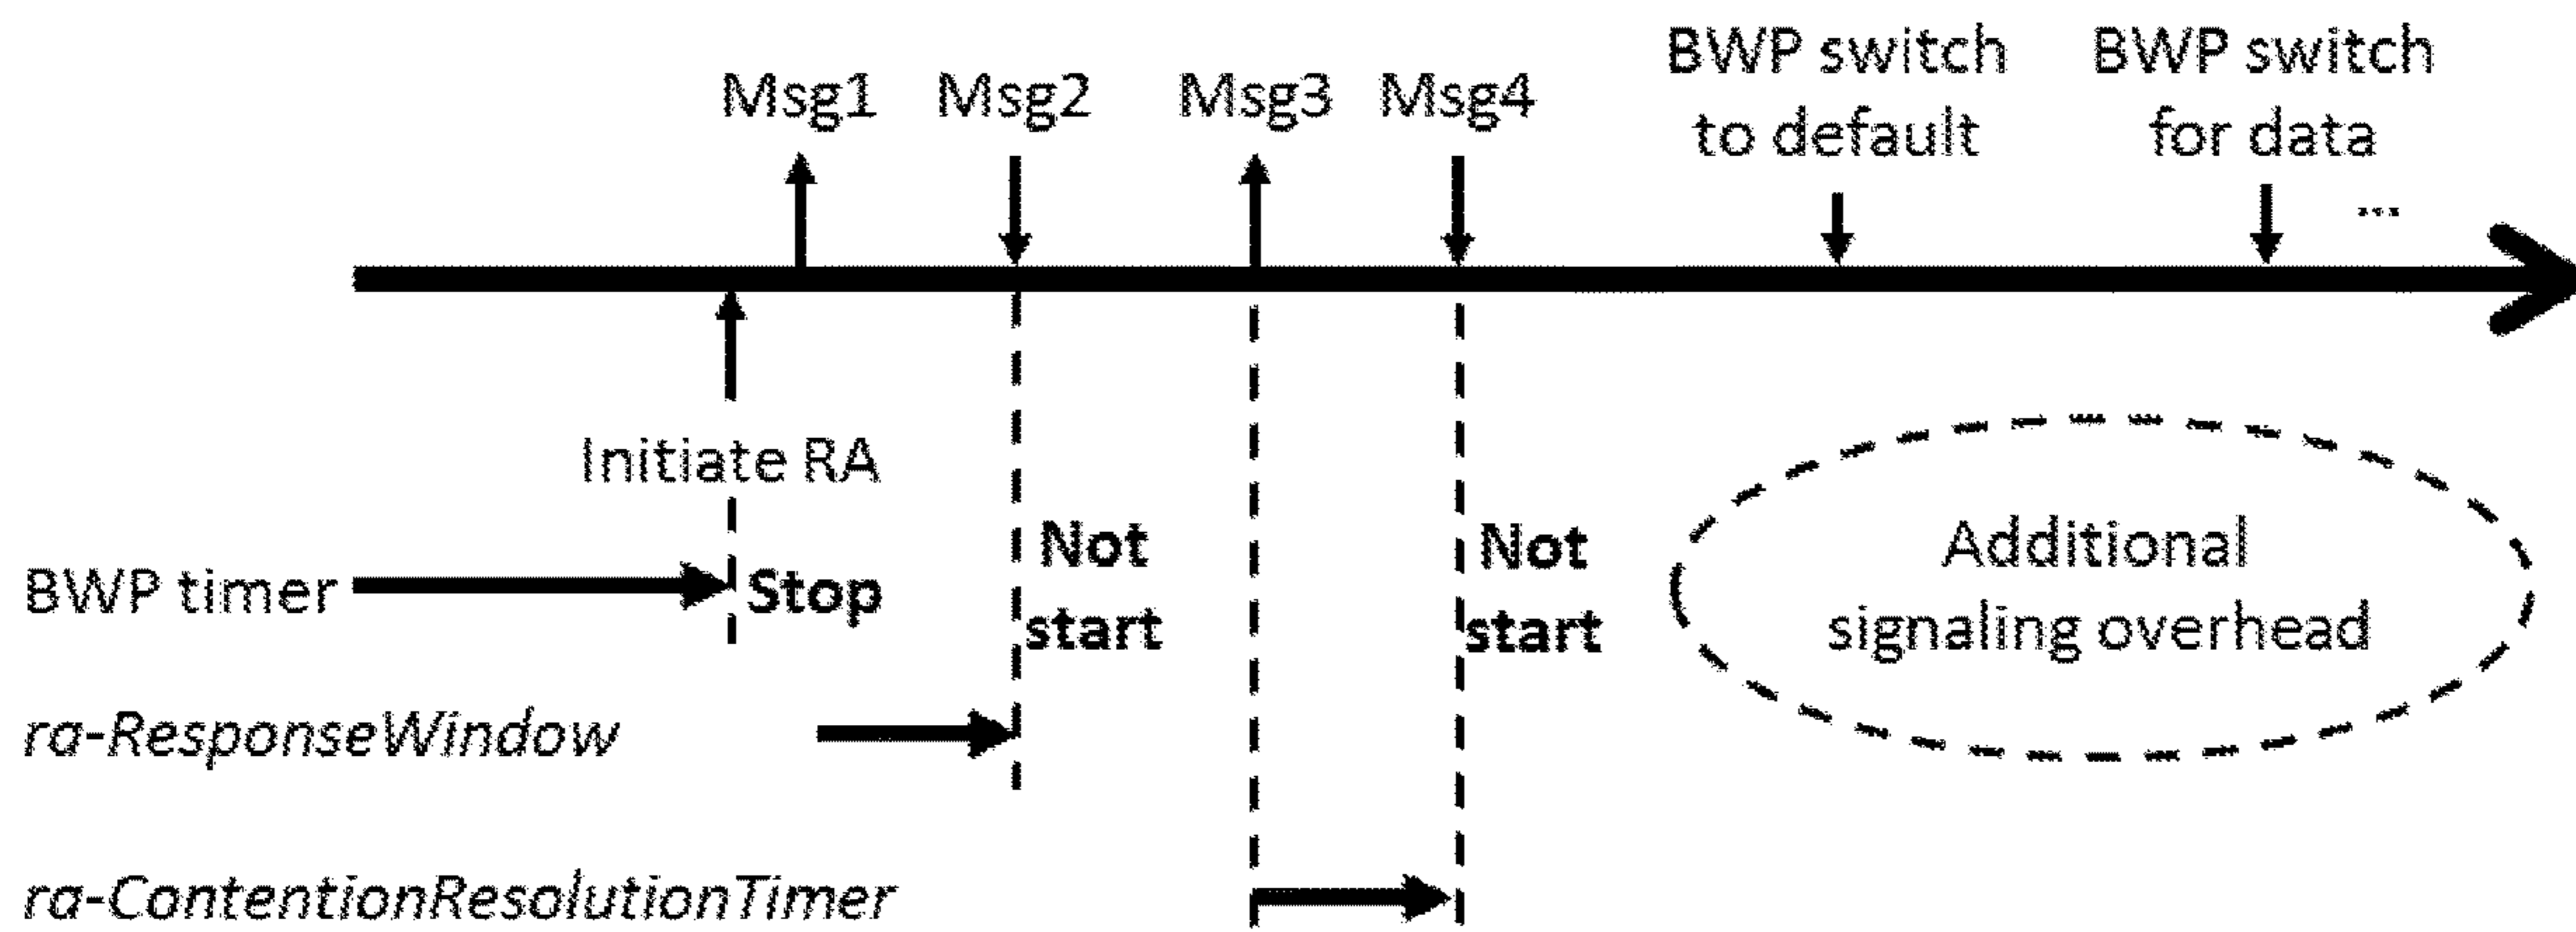 BWP switch
to default
BWP switch
for data
Msg1
Msg2
Msg3
Msg4
...
Initiate RA
BWP timer
Stop
Not
start
Not
start
Additional
signaling overhead
ra-ResponseWindow
ra-ContentionResolutionTimer